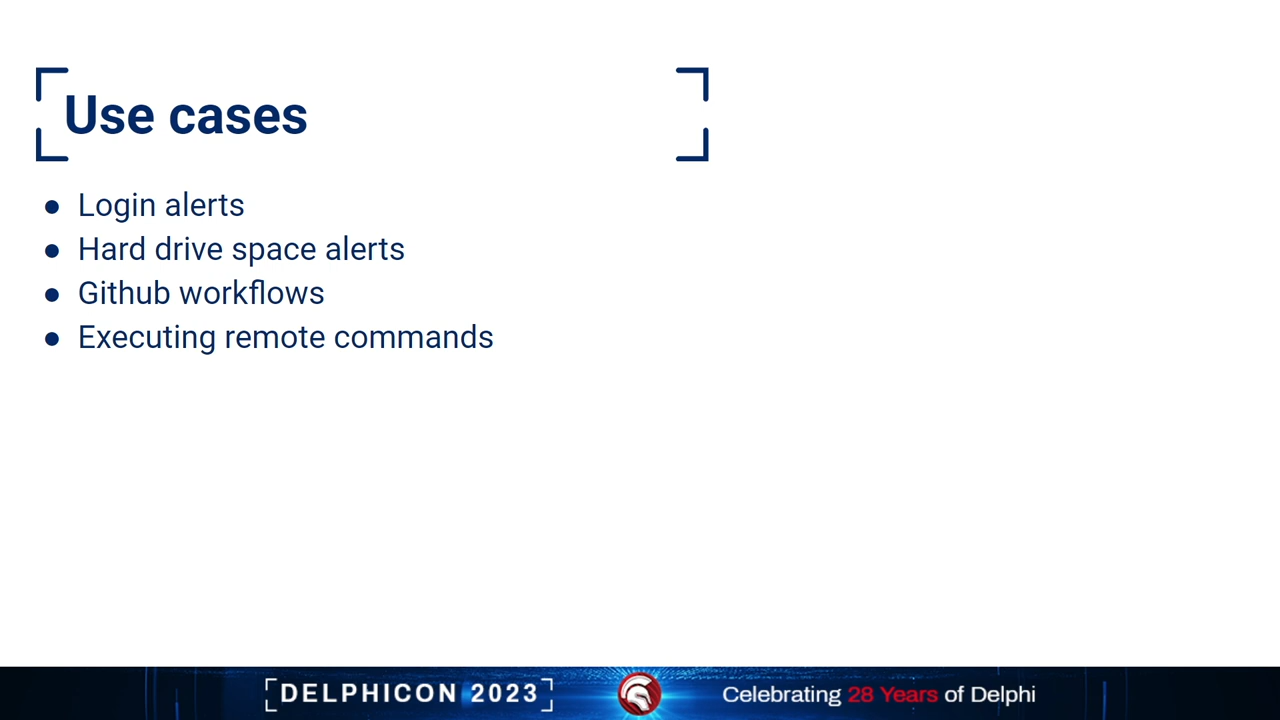 Use cases
● Login alerts
● Hard drive space alerts
● Github workflows
● Executing remote commands
DELPHICON 2023
Celebrating 28 Years of Delphi